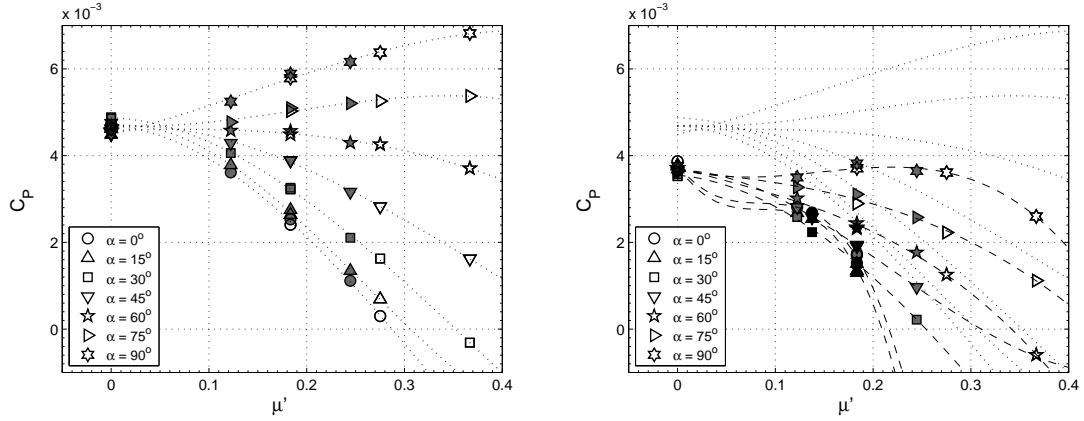 x 10⁻³
6
4
2
0
C_P
α = 0°
α = 15°
α = 30°
α = 45°
α = 60°
α = 75°
α = 90°
0
0.1
0.2
0.3
0.4
μ'
x 10⁻³
6
4
2
0
C_P
α = 0°
α = 15°
α = 30°
α = 45°
α = 60°
α = 75°
α = 90°
0
0.1
0.2
0.3
0.4
μ'